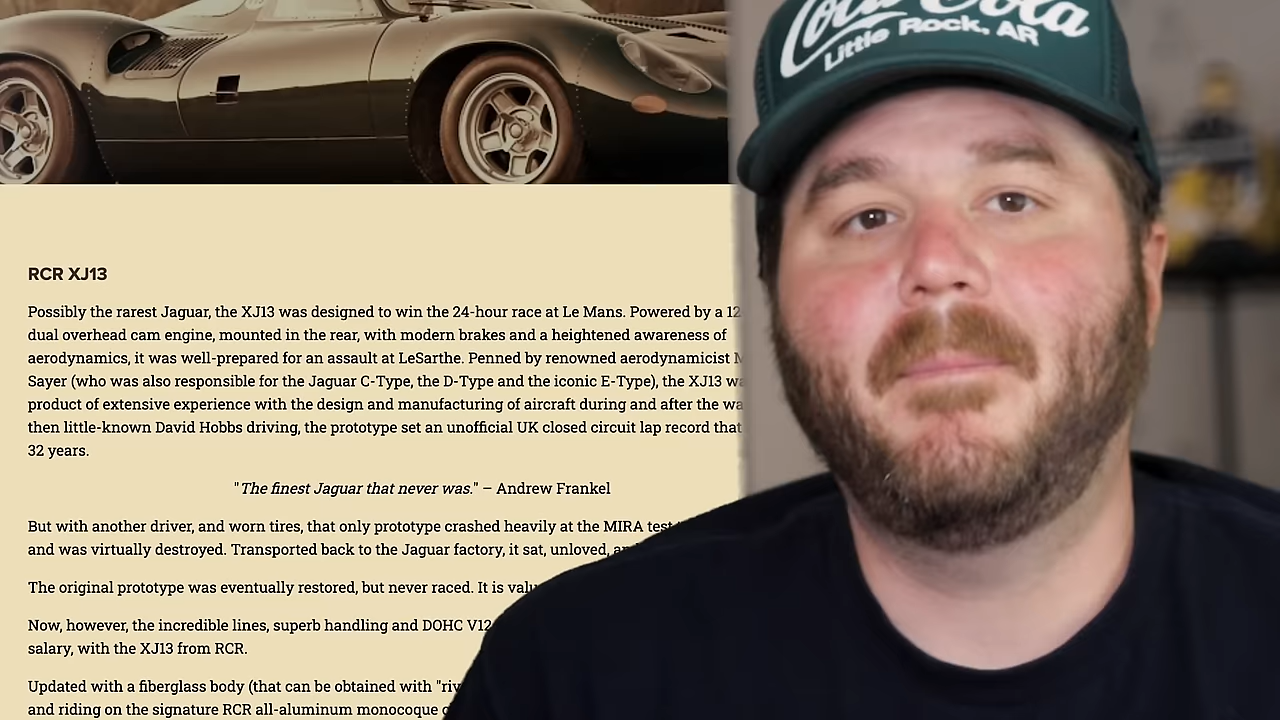 Coca-Cola
Little Rock, AR
RCR XJ13
Possibly the rarest Jaguar, the XJ13 was designed to win the 24-hour race at Le Mans. Powered by a 12
dual overhead cam engine, mounted in the rear, with modern brakes and a heightened awareness of
aerodynamics, it was well-prepared for an assault at LeSarthe. Penned by renowned aerodynamicist
Sayer (who was also responsible for the Jaguar C-Type, the D-Type and the iconic E-Type), the XJ13
product of extensive experience with the design and manufacturing of aircraft during and after the
then little-known David Hobbs driving, the prototype set an unofficial UK closed circuit lap record that
32 years.
"The finest Jaguar that never was." – Andrew Frankel
But with another driver, and worn tires, that only prototype crashed heavily at the MIRA test
and was virtually destroyed. Transported back to the Jaguar factory, it sat, unloved,
The original prototype was eventually restored, but never raced. It is
Now, however, the incredible lines, superb handling and DOHC V12
salary, with the XJ13 from RCR.
Updated with a fiberglass body (that can be obtained with
and riding on the signature RCR all-aluminum monocoque